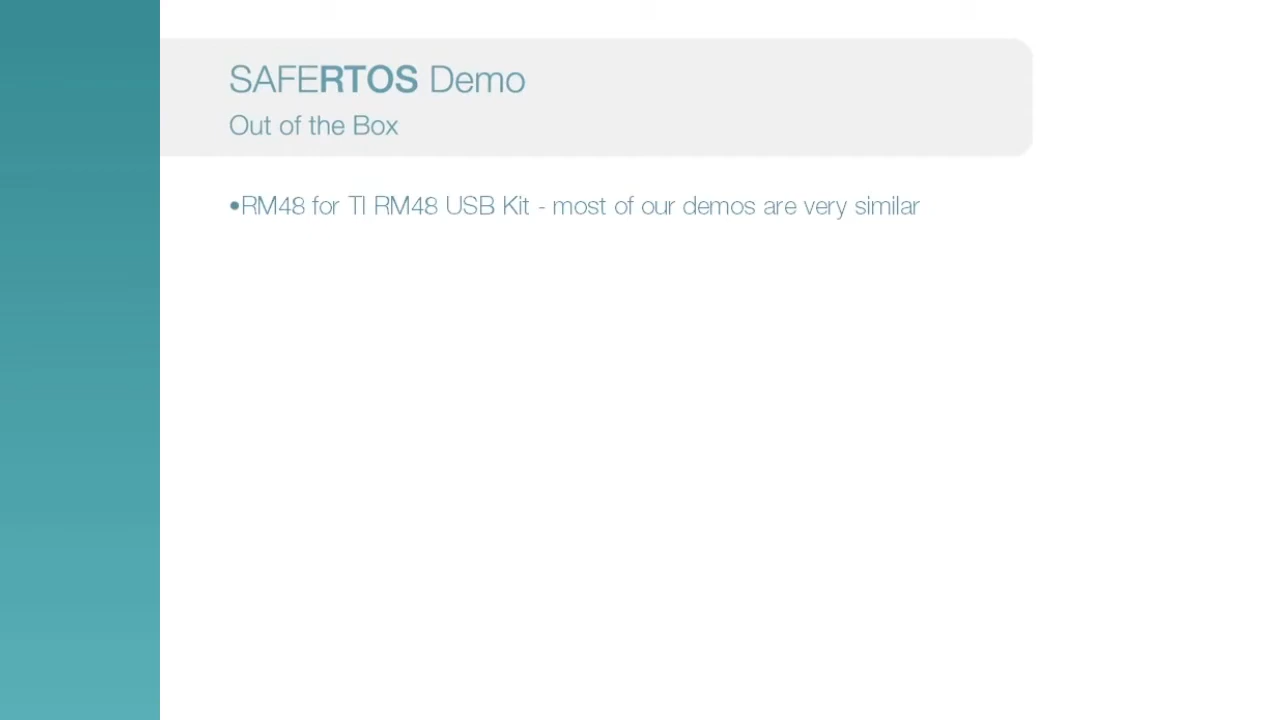 SAFERTOS Demo
Out of the Box
•RM48 for TI RM48 USB Kit - most of our demos are very similar